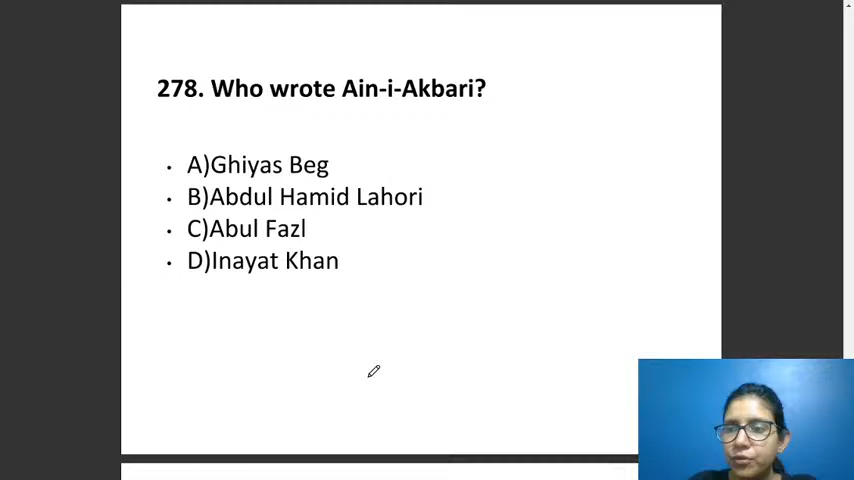 278. Who wrote Ain-i-Akbari?
• A)Ghiyas Beg
• B)Abdul Hamid Lahori
• C)Abul Fazl
• D)Inayat Khan